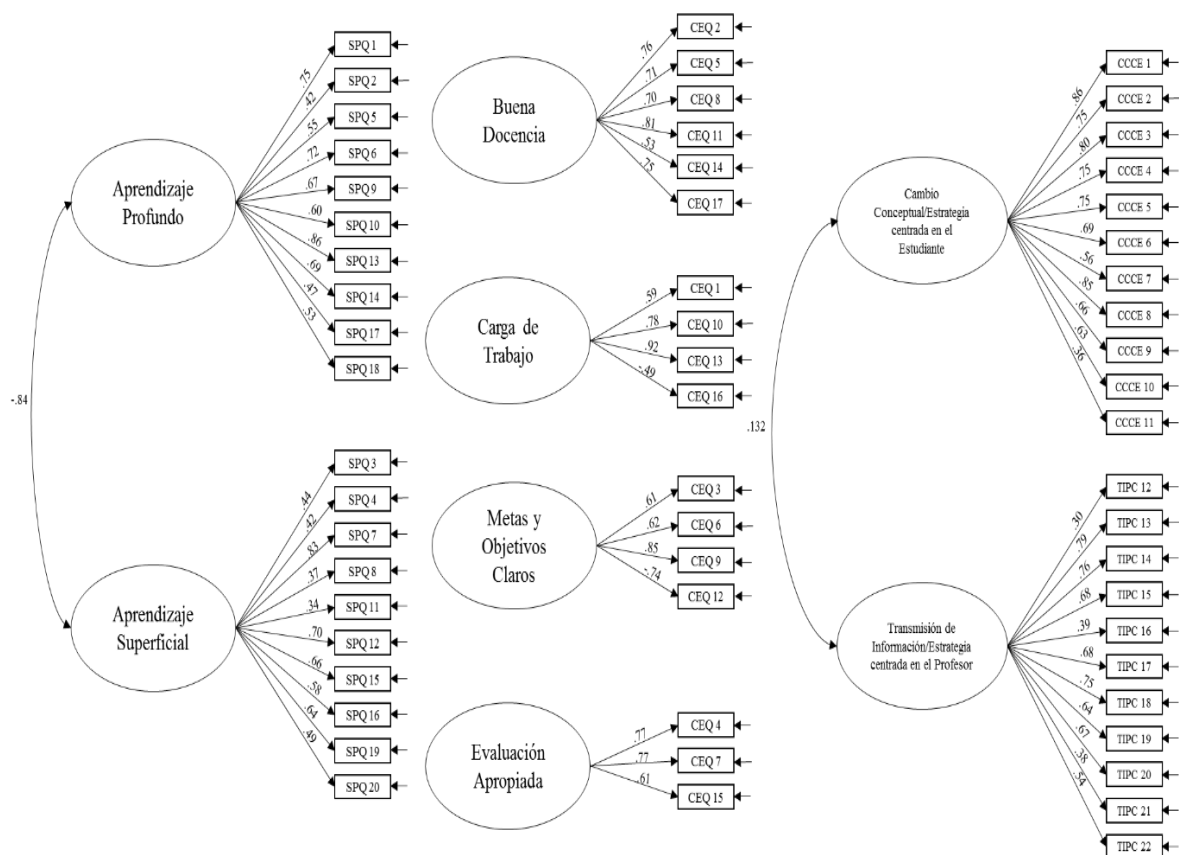 Aprendizaje
Profundo
.75
.42
.55
.72
.67
.60
.86
.69
.47
.53
SPQ 1
SPQ 2
SPQ 5
SPQ 6
SPQ 9
SPQ 10
SPQ 13
SPQ 14
SPQ 17
SPQ 18
-.84
Aprendizaje
Superficial
.44
.42
.83
.37
.34
.70
.66
.58
.64
.49
SPQ 3
SPQ 4
SPQ 7
SPQ 8
SPQ 11
SPQ 12
SPQ 15
SPQ 16
SPQ 19
SPQ 20
Buena
Docencia
.76
.71
.70
.81
.53
.75
CEQ 2
CEQ 5
CEQ 8
CEQ 11
CEQ 14
CEQ 17
Carga de
Trabajo
.59
.78
.92
-.49
CEQ 1
CEQ 10
CEQ 13
CEQ 16
Metas y
Objetivos
Claros
.61
.62
.85
-.74
CEQ 3
CEQ 6
CEQ 9
CEQ 12
Evaluación
Apropiada
.77
.77
.61
CEQ 4
CEQ 7
CEQ 15
Cambio
Conceptual/Estrategia
centrada en el
Estudiante
.86
.75
.80
.75
.75
.69
.56
.85
.66
.63
.36
CCCE 1
CCCE 2
CCCE 3
CCCE 4
CCCE 5
CCCE 6
CCCE 7
CCCE 8
CCCE 9
CCCE 10
CCCE 11
.132
Transmisión de
Información/Estrategia
centrada en el Profesor
.30
.79
.76
.68
.39
.68
.75
.64
.67
.38
.54
TIPC 12
TIPC 13
TIPC 14
TIPC 15
TIPC 16
TIPC 17
TIPC 18
TIPC 19
TIPC 20
TIPC 21
TIPC 22